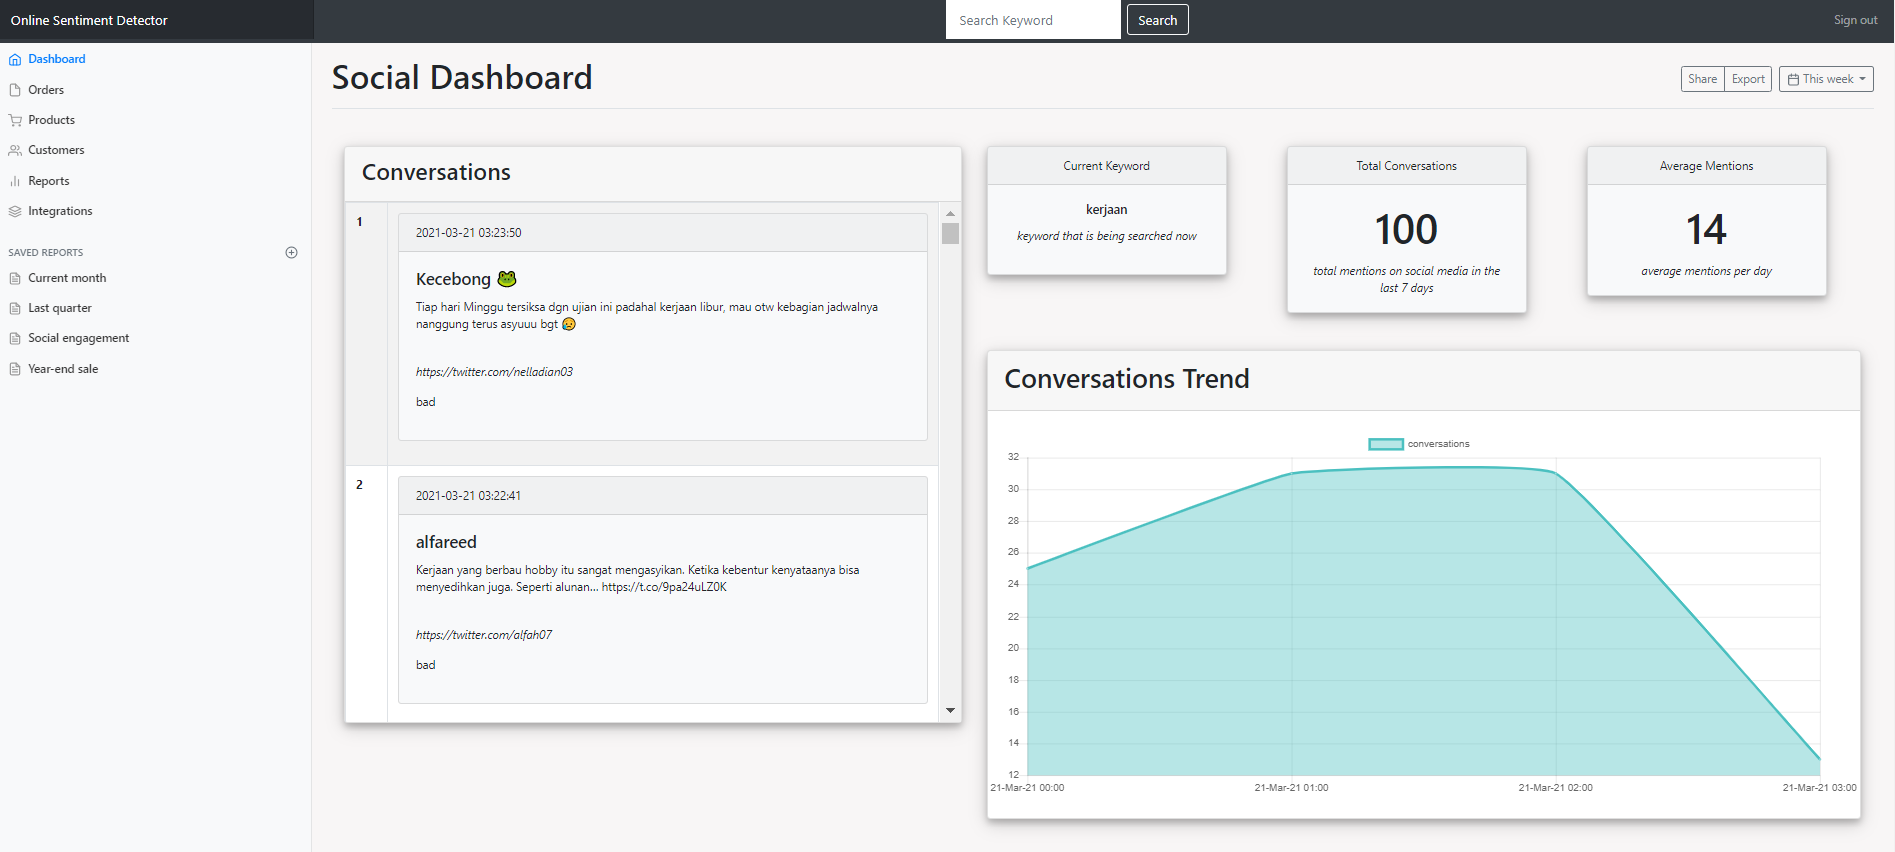 Online Sentiment Detector
Search Keyword
Search
Sign out
Dashboard
Orders
Products
Customers
Reports
Integrations
SAVED REPORTS
Current month
Last quarter
Social engagement
Year-end sale
Social Dashboard
Share
Export
This week
Conversations
1
2021-03-21 03:23:50
Kecebong 🐸
Tiap hari Minggu tersiksa dgn ujian ini padahal kerjaan libur, mau otw kebagian jadwalnya
nanggung terus asyuuu bgt 😥
https://twitter.com/nelladian03
bad
2
2021-03-21 03:22:41
alfareed
Kerjaan yang berbau hobby itu sangat mengasyikan. Ketika kebentur kenyataanya bisa
menyedihkan juga. Seperti alunan... https://t.co/9pa24uLZ0K
https://twitter.com/alfah07
bad
Current Keyword
kerjaan
keyword that is being searched now
Total Conversations
100
total mentions on social media in the
last 7 days
Average Mentions
14
average mentions per day
Conversations Trend
conversations
32
30
28
26
24
22
20
18
16
14
12
21-Mar-21 00:00
21-Mar-21 01:00
21-Mar-21 02:00
21-Mar-21 03:00